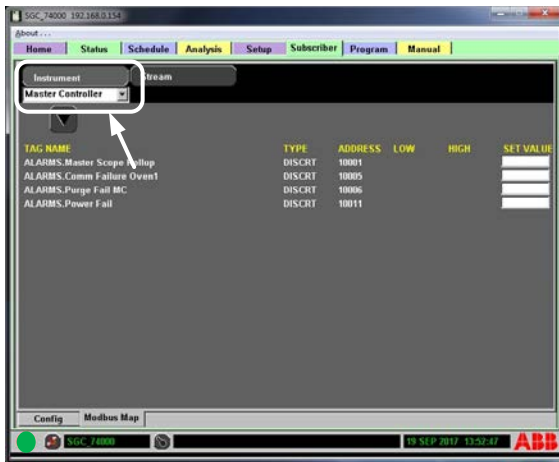 SGC_74000 192.168.0.154
About...
Home Status Schedule Analysis Setup Subscriber Program Manual
Instrument Stream
Master Controller
TAG NAME TYPE ADDRESS LOW HIGH SET VALUE
ALARMS.Master Scope Rollup DISCRT 10001
ALARMS.Comm Failure Oven1 DISCRT 10005
ALARMS.Purge Fail MC DISCRT 10006
ALARMS.Power Fail DISCRT 10011
Config Modbus Map
SGC_74000 19 SEP 2017 13:52:47 ABB